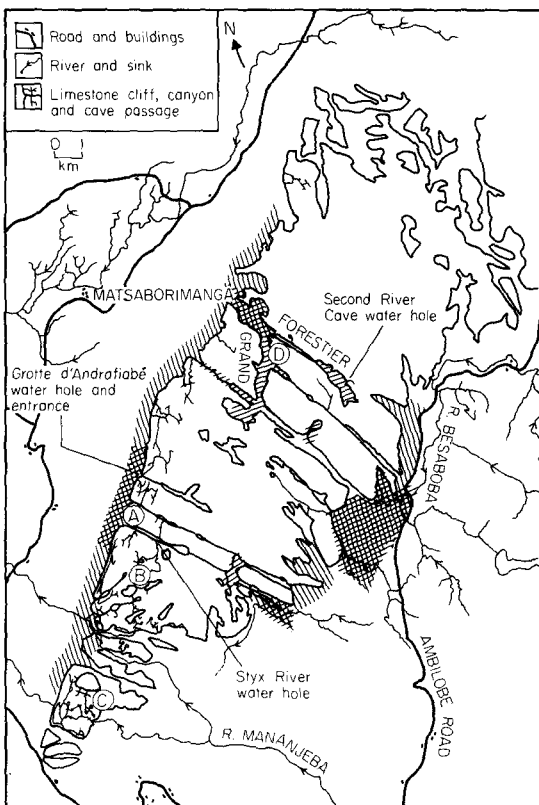 Road and buildings
River and sink
Limestone cliff, canyon
and cave passage
N
0 1
km
MATSABORIMANGA
Second River
Cave water hole
FORESTIER
GRAND
D
Grotte d'Andrafiabé
water hole and
entrance
R. BESABOBA
A
B
Styx River
water hole
C
R. MANANJEBA
AMBILOBE ROAD